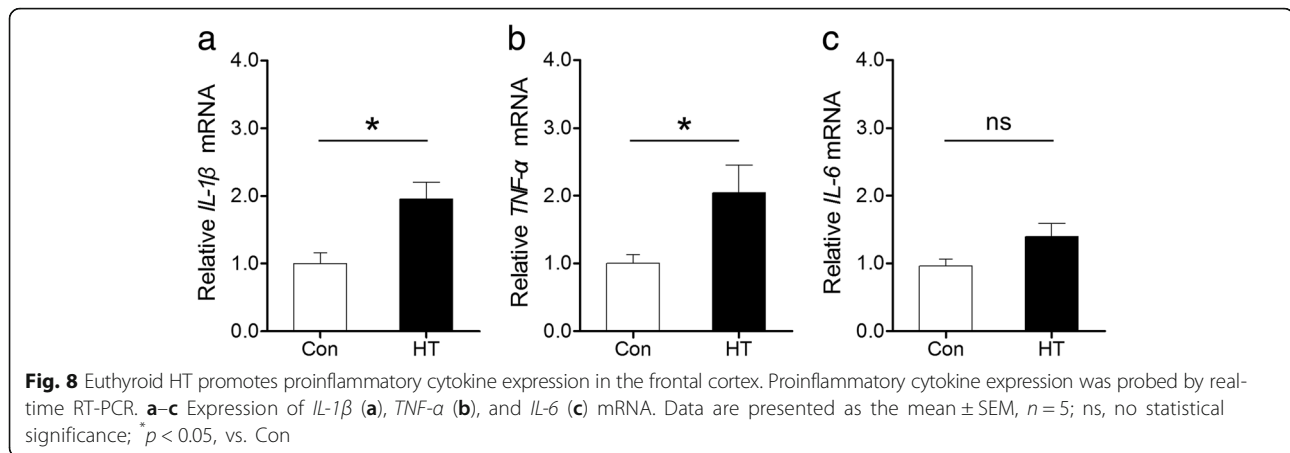 a
b
c
Relative IL-1β mRNA
4.0
3.0
2.0
1.0
0.0
*
Con
HT
Relative TNF-α mRNA
4.0
3.0
2.0
1.0
0.0
*
Con
HT
Relative IL-6 mRNA
4.0
3.0
2.0
1.0
0.0
ns
Con
HT
Fig. 8 Euthyroid HT promotes proinflammatory cytokine expression in the frontal cortex. Proinflammatory cytokine expression was probed by real-
time RT-PCR. a–c Expression of IL-1β (a), TNF-α (b), and IL-6 (c) mRNA. Data are presented as the mean ± SEM, n = 5; ns, no statistical
significance; *p < 0.05, vs. Con